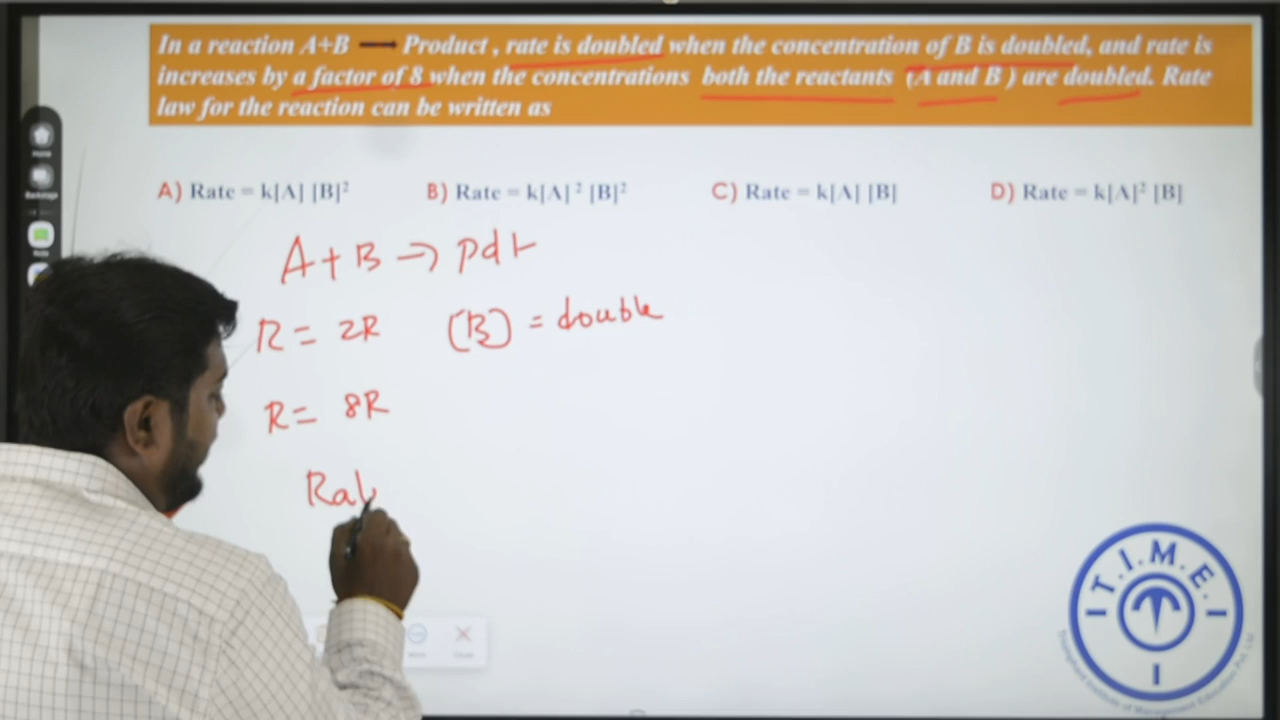 In a reaction A+B ⟶ Product , rate is doubled when the concentration of B is doubled, and rate is
increases by a factor of 8 when the concentrations both the reactants (A and B ) are doubled. Rate
law for the reaction can be written as
A) Rate = k[A] [B]² B) Rate = k[A] ² [B]² C) Rate = k[A] [B] D) Rate = k[A]² [B]
A+B → pdt
R = 2R [B] = double
R = 8R
Rat
T.I.M.E.